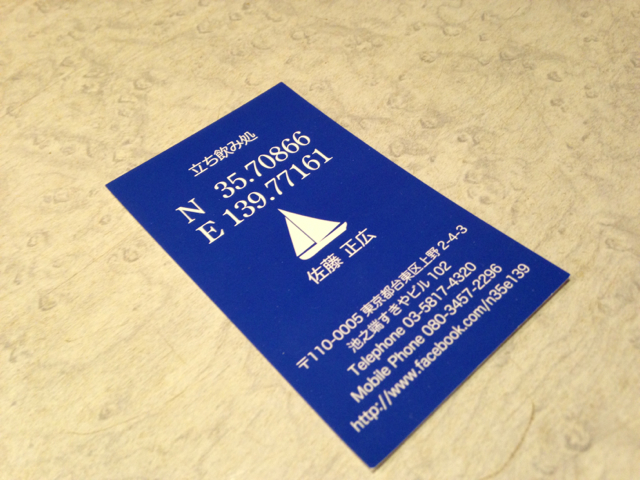 立ち飲み処
N 35.70866
E 139.77161
佐藤 正広
〒110-0005 東京都台東区上野 2-4-3
池之端すきやビル 102
Telephone 03-5817-4320
Mobile Phone 080-3457-2296
http://www.facebook.com/n35e139